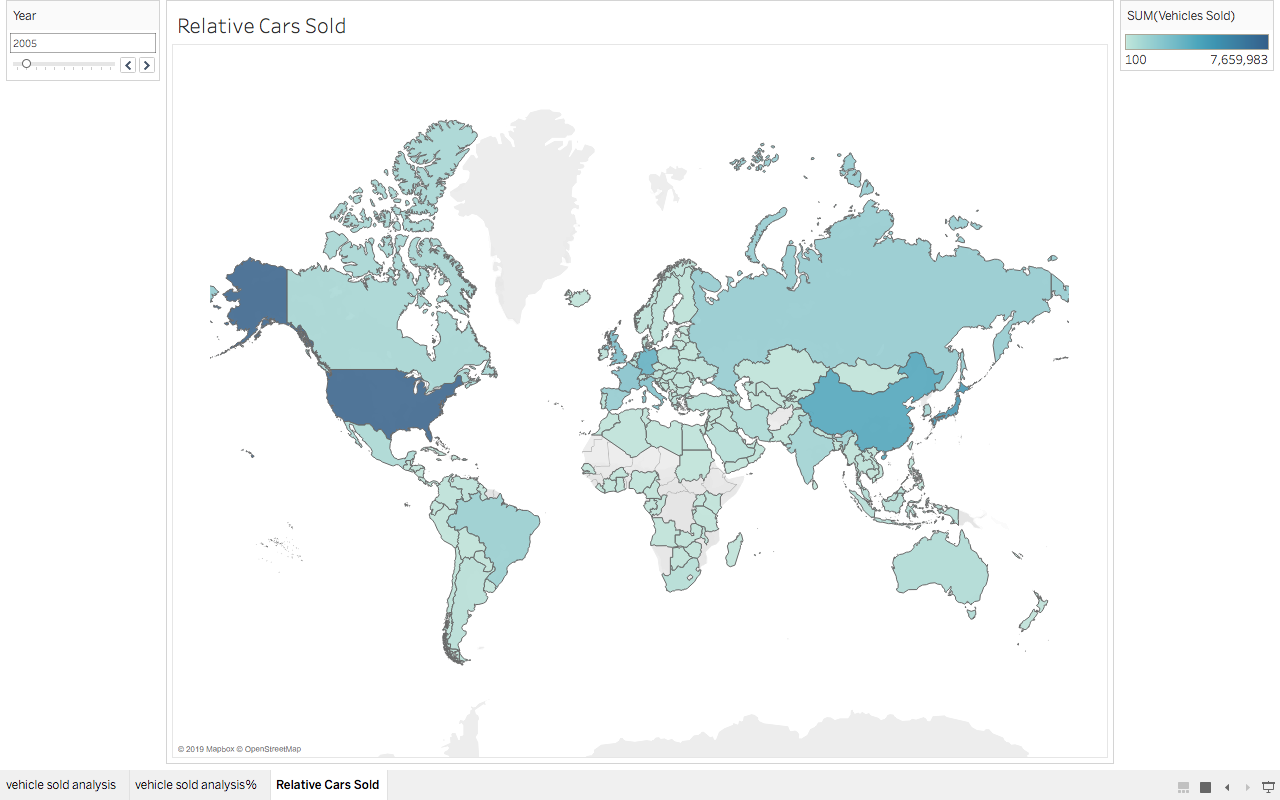 Year
2005
Relative Cars Sold
SUM(Vehicles Sold)
100 7,659,983
© 2019 Mapbox © OpenStreetMap
vehicle sold analysis vehicle sold analysis% Relative Cars Sold